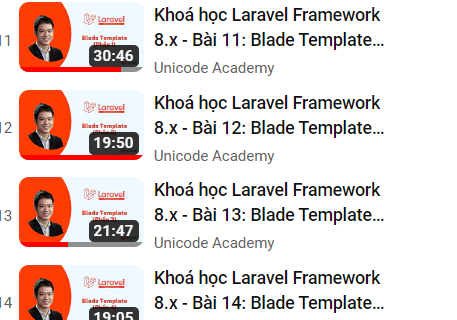 11
Laravel
Blade Template
30:46
Khoá học Laravel Framework
8.x - Bài 11: Blade Template...
Unicode Academy
12
Laravel
Blade Template
19:50
Khoá học Laravel Framework
8.x - Bài 12: Blade Template...
Unicode Academy
13
Laravel
Blade Template
21:47
Khoá học Laravel Framework
8.x - Bài 13: Blade Template...
Unicode Academy
14
Laravel
Blade Template
19:05
Khoá học Laravel Framework
8.x - Bài 14: Blade Template...